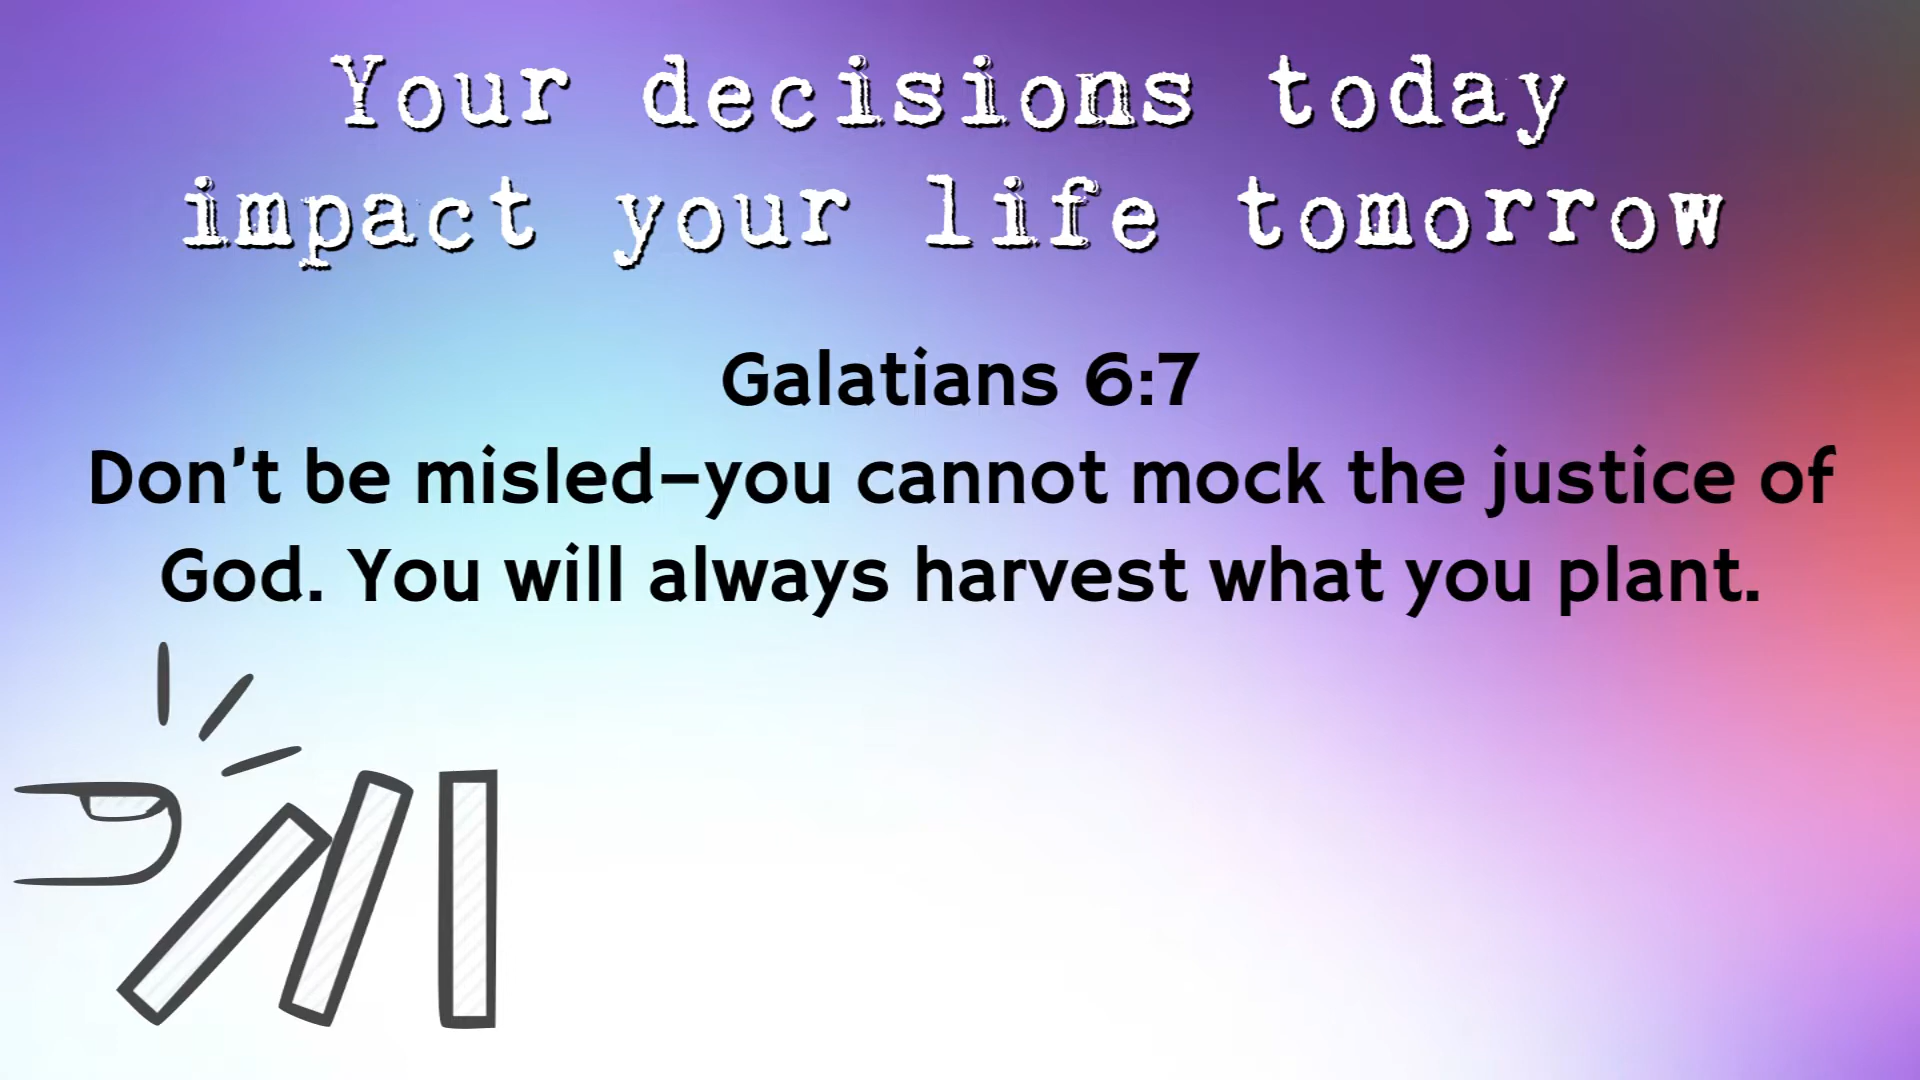 Your decisions today
impact your life tomorrow
Galatians 6:7
Don't be misled–you cannot mock the justice of
God. You will always harvest what you plant.